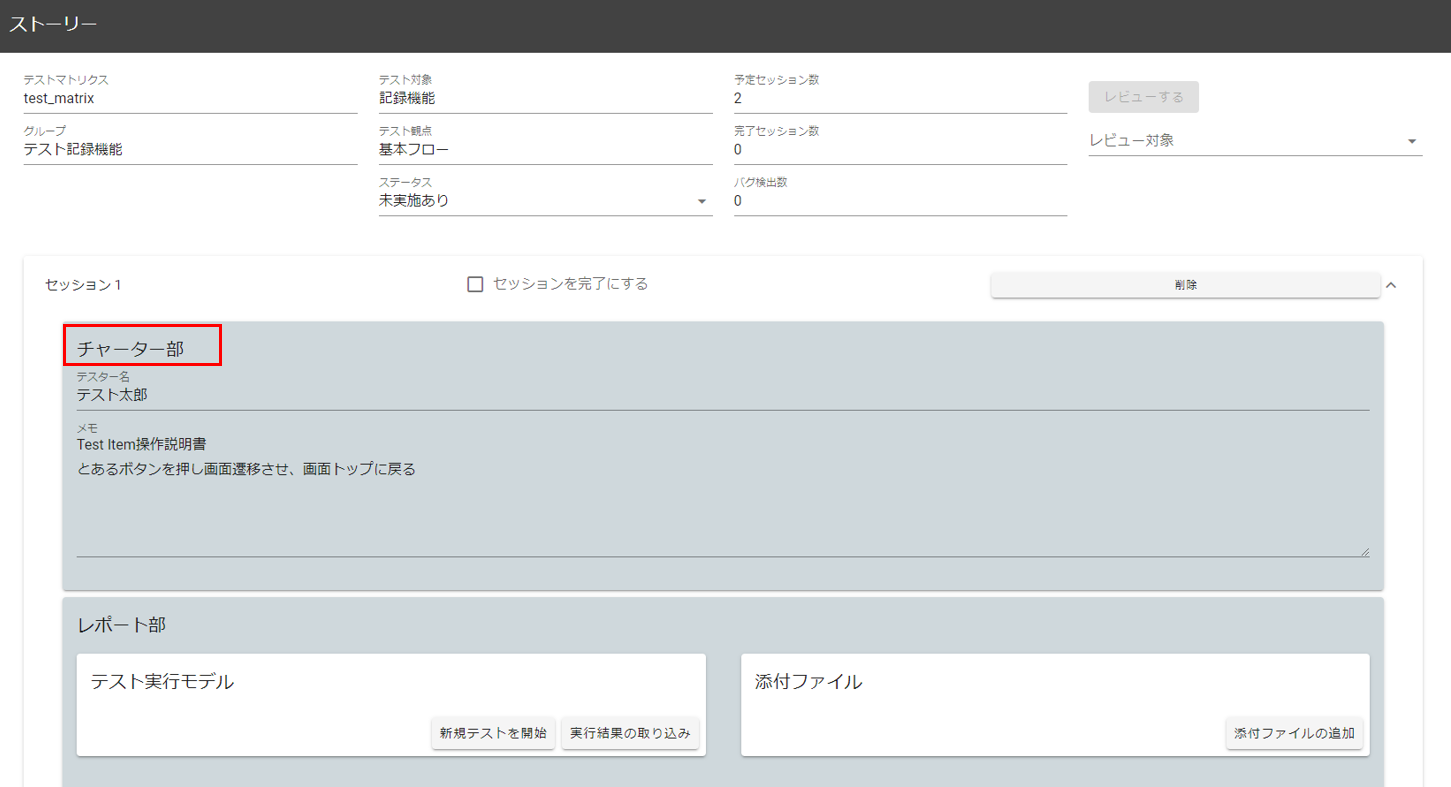 ストーリー
テストマトリクス
test_matrix
グループ
テスト記録機能
テスト対象
記録機能
テスト観点
基本フロー
ステータス
未実施あり
予定セッション数
2
完了セッション数
0
バグ検出数
0
レビューする
レビュー対象
セッション 1
セッションを完了にする
削除
チャーター部
テスター名
テスト太郎
メモ
Test Item操作説明書
とあるボタンを押し画面遷移させ、画面トップに戻る
レポート部
テスト実行モデル
新規テストを開始
実行結果の取り込み
添付ファイル
添付ファイルの追加